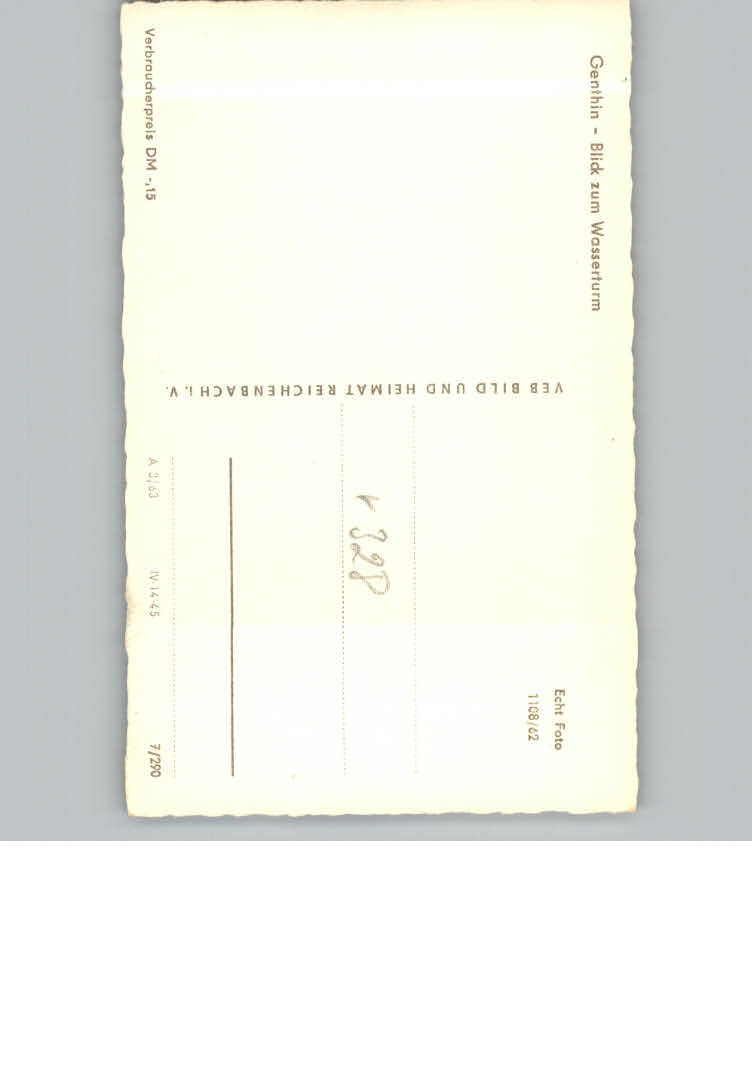 Genthin - Blick zum Wasserturm
Echt Foto
1108/62
VEB BILD UND HEIMAT REICHENBACH i. V.
328
Verbraucherpreis DM -,15
A 3/63
IV-14-45
7/290